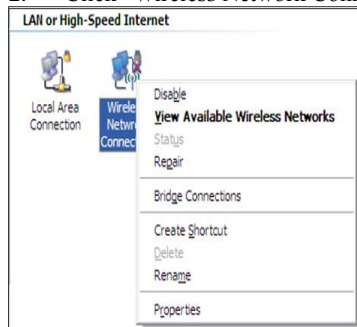 LAN or High-Speed Internet
Local Area
Connection
Disable
View Available Wireless Networks
Status
Repair
Bridge Connections
Create Shortcut
Delete
Rename
Properties